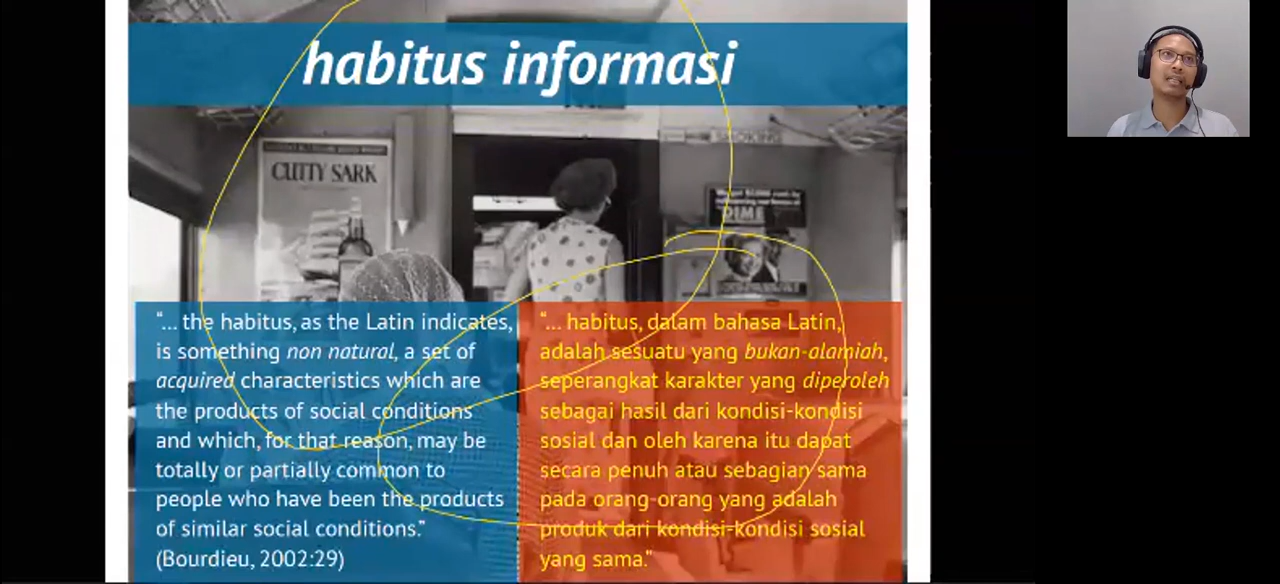 habitus informasi
CUTTY SARK
DIME
"... the habitus, as the Latin indicates,
is something non natural, a set of
acquired characteristics which are
the products of social conditions
and which, for that reason, may be
totally or partially common to
people who have been the products
of similar social conditions."
(Bourdieu, 2002:29)
"... habitus, dalam bahasa Latin,
adalah sesuatu yang bukan-alamiah,
seperangkat karakter yang diperoleh
sebagai hasil dari kondisi-kondisi
sosial dan oleh karena itu dapat
secara penuh atau sebagian sama
pada orang-orang yang adalah
produk dari kondisi-kondisi sosial
yang sama."